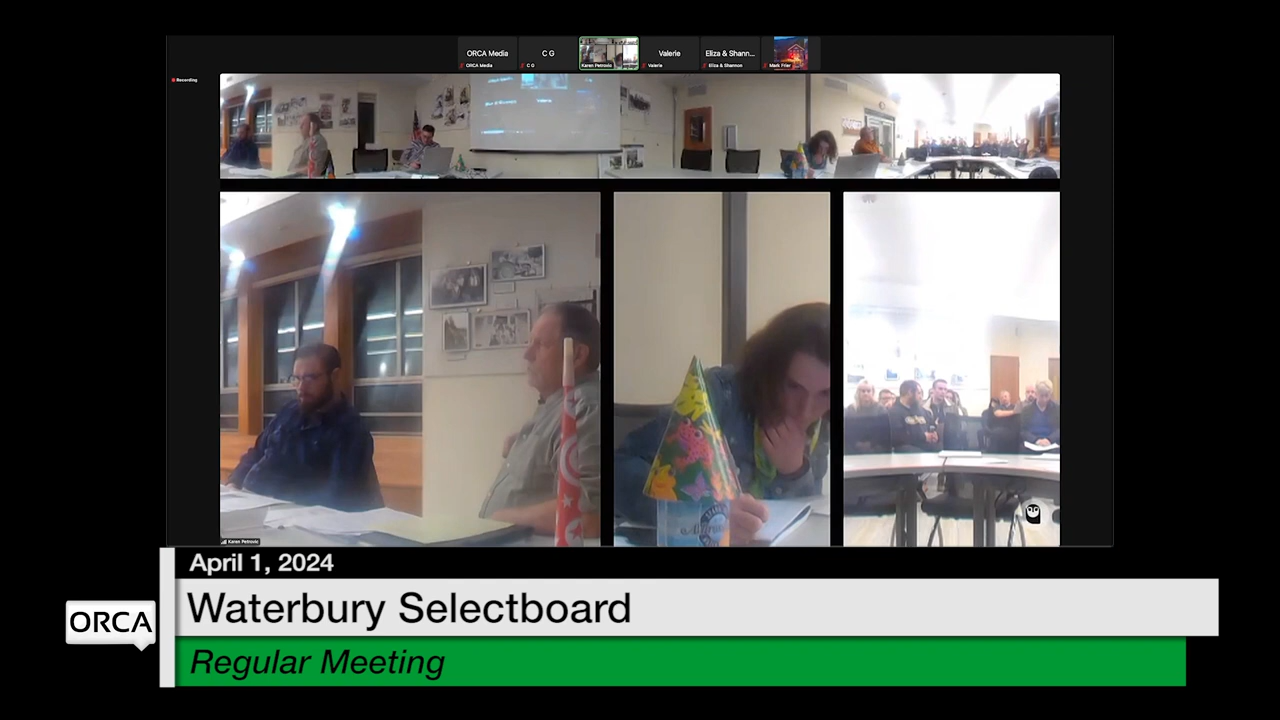 ORCA Media
C G
Valerie
Eliza & Shann...
ORCA Media
C G
Karen Petrovic
Valerie
Eliza & Shannon
Mark Frier
Recording
Karen Petrovic
April 1, 2024
Waterbury Selectboard
ORCA
Regular Meeting